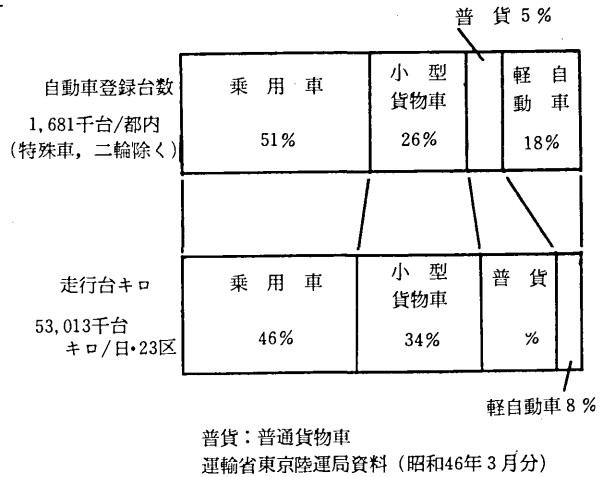 普貨5%
自動車登録台数
1,681千台/都内
(特殊車,二輪除く)
乗用車
51%
小型
貨物車
26%
軽自
動車
18%
走行台キロ
53,013千台
キロ/日・23区
乗用車
46%
小型
貨物車
34%
普貨
%
軽自動車8%
普貨:普通貨物車
運輸省東京陸運局資料(昭和46年3月分)